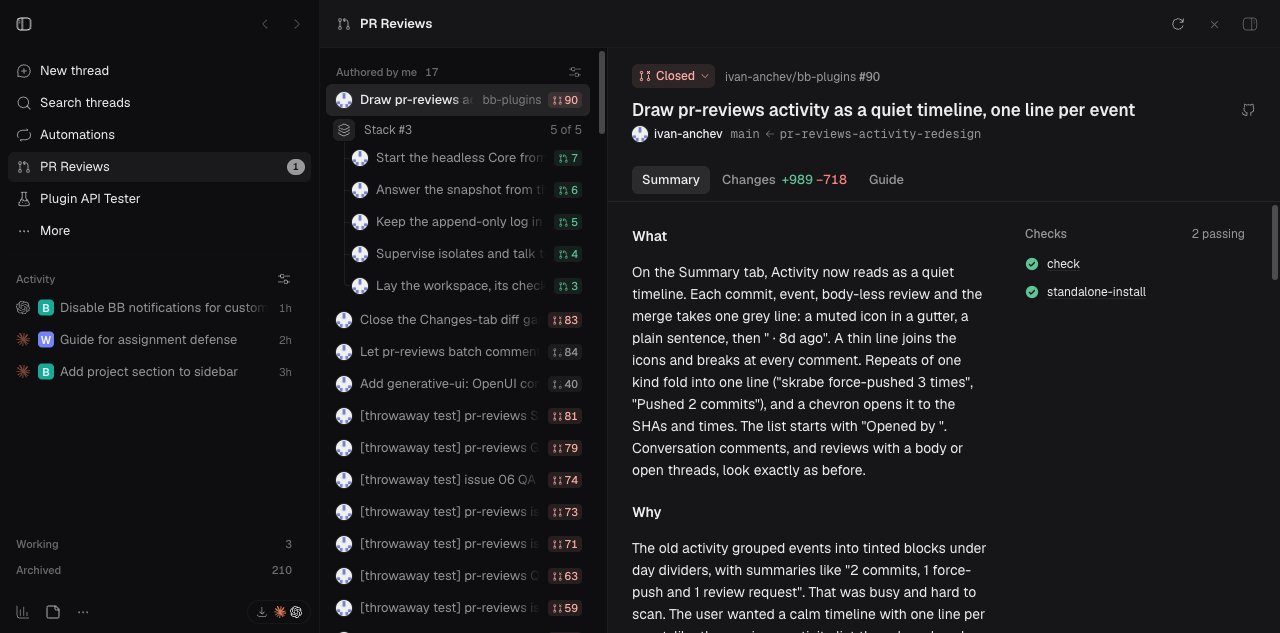 PR Reviews
New thread
Search threads
Automations
PR Reviews 1
Plugin API Tester
More
Activity
B Disable BB notifications for custom 1h
W Guide for assignment defense 2h
B Add project section to sidebar 3h
Working 3
Archived 210
Authored by me 17
Draw pr-reviews bb-plugins 90
Stack #3 5 of 5
Start the headless Core from 7
Answer the snapshot from 6
Keep the append-only log in 5
Supervise isolates and talk 4
Lay the workspace, its check 3
Close the Changes-tab diff 83
Let pr-reviews batch comment 84
Add generative-ui: OpenUI 40
[throwaway test] pr-reviews 81
[throwaway test] pr-reviews 79
[throwaway test] issue 06 QA 74
[throwaway test] pr-reviews 73
[throwaway test] pr-reviews 71
[throwaway test] pr-reviews 63
[throwaway test] pr-reviews 59
Closed ivan-anchev/bb-plugins #90
Draw pr-reviews activity as a quiet timeline, one line per event
ivan-anchev main ← pr-reviews-activity-redesign
Summary Changes +989 −718 Guide
What
On the Summary tab, Activity now reads as a quiet
timeline. Each commit, event, body-less review and the
merge takes one grey line: a muted icon in a gutter, a
plain sentence, then " · 8d ago". A thin line joins the
icons and breaks at every comment. Repeats of one
kind fold into one line ("skrabe force-pushed 3 times",
"Pushed 2 commits"), and a chevron opens it to the
SHAs and times. The list starts with "Opened by ".
Conversation comments, and reviews with a body or
open threads, look exactly as before.
Why
The old activity grouped events into tinted blocks under
day dividers, with summaries like "2 commits, 1 force-
push and 1 review request". That was busy and hard to
scan. The user wanted a calm timeline with one line per
Checks 2 passing
check
standalone-install